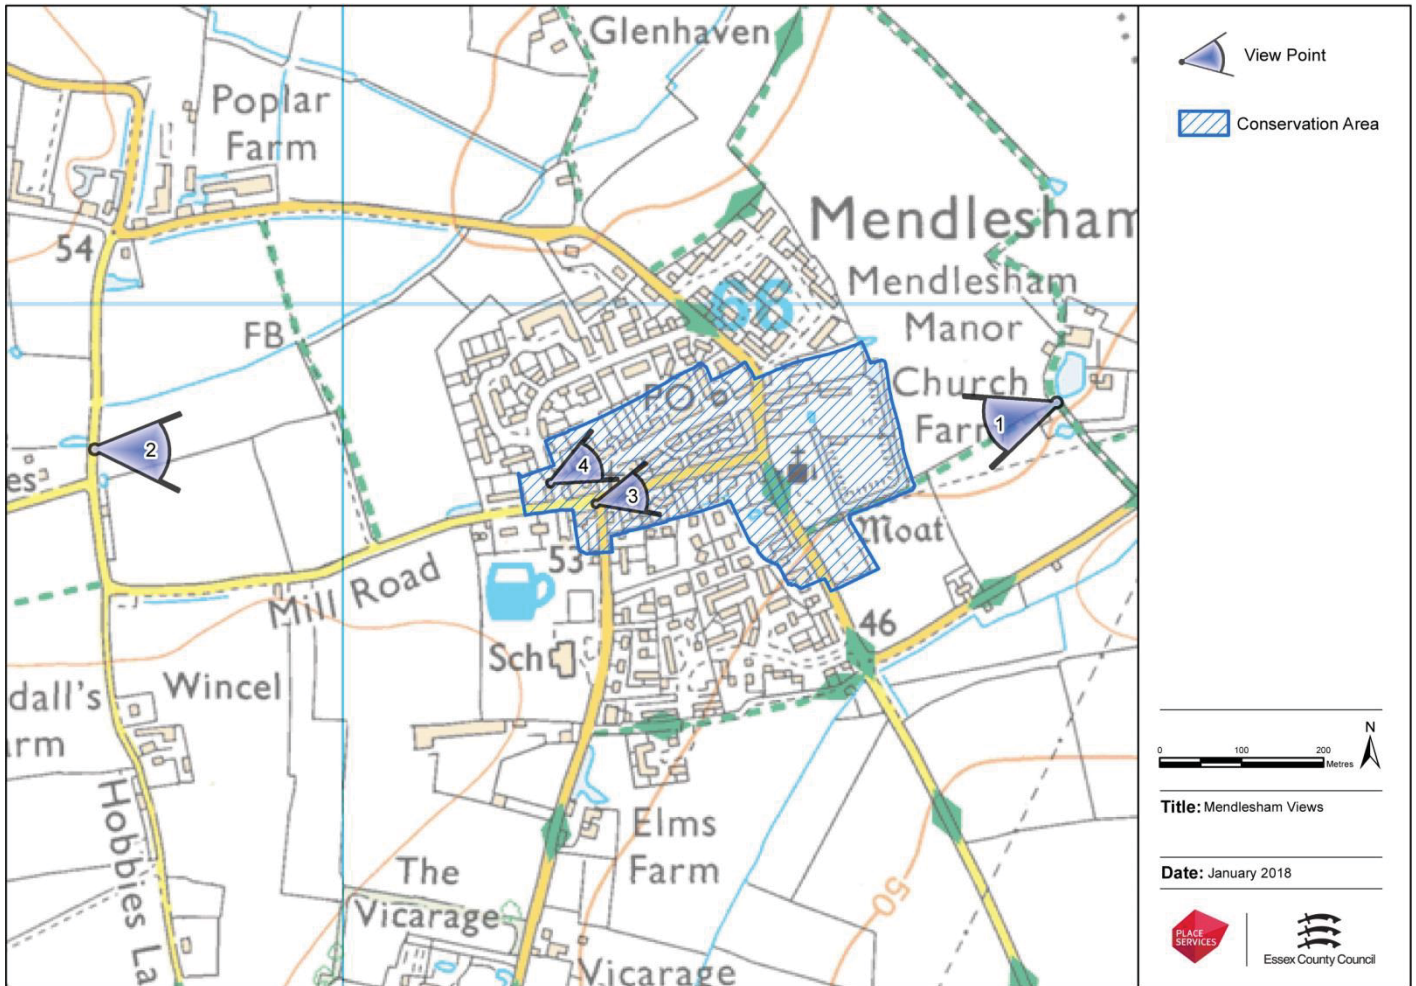 Glenhaven
Poplar
Farm
54
Mendlesham
Mendlesham
Manor
66
FB
PO
Church
Farm
1
2
es
4
3
Moat
53
Mill Road
46
Sch
dall's
arm
Wincel
Hobbies La
Elms
Farm
The
Vicarage
50
Vicarage
View Point
Conservation Area
N
0 100 200
Metres
Title: Mendlesham Views
Date: January 2018
PLACE
SERVICES
Essex County Council